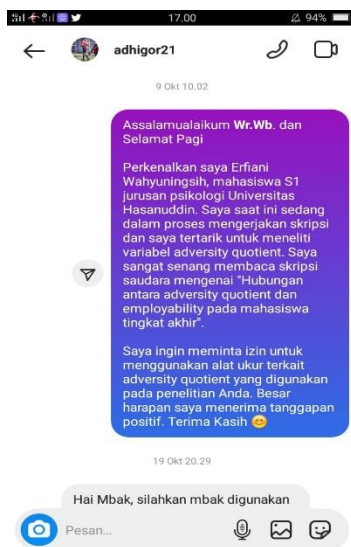 17.00
94%
adhigor21
9 Okt 10.02
Assalamualaikum Wr.Wb. dan
Selamat Pagi
Perkenalkan saya Erfiani
Wahyuningsih, mahasiswa S1
jurusan psikologi Universitas
Hasanuddin. Saya saat ini sedang
dalam proses mengerjakan skripsi
dan saya tertarik untuk meneliti
variabel adversity quotient. Saya
sangat senang membaca skripsi
saudara mengenai "Hubungan
antara adversity quotient dan
employability pada mahasiswa
tingkat akhir".
Saya ingin meminta izin untuk
menggunakan alat ukur terkait
adversity quotient yang digunakan
pada penelitian Anda. Besar
harapan saya menerima tanggapan
positif. Terima Kasih 😊
19 Okt 20.29
Hai Mbak, silahkan mbak digunakan
Pesan...